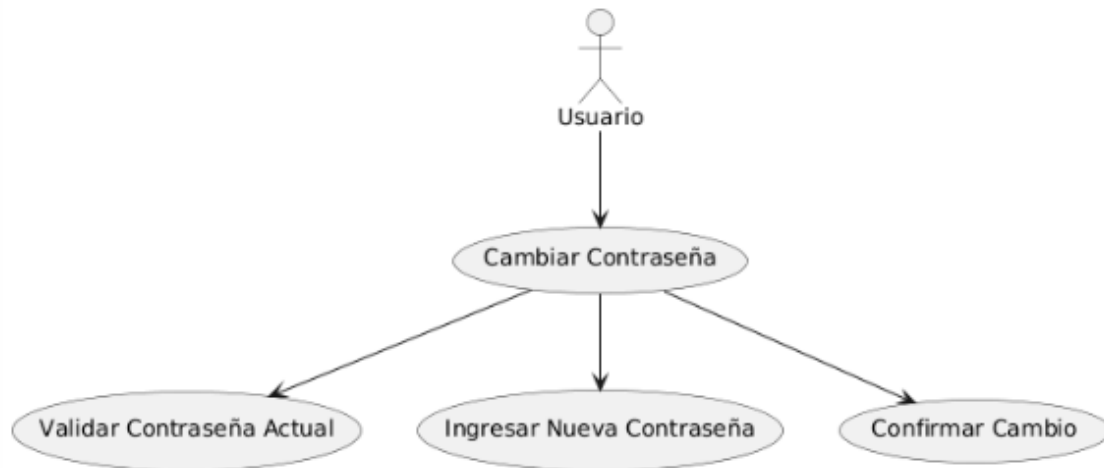 Usuario
Cambiar Contraseña
Validar Contraseña Actual
Ingresar Nueva Contraseña
Confirmar Cambio